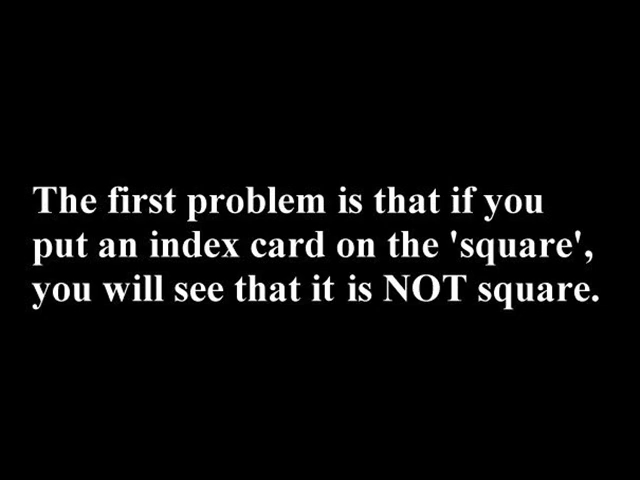 The first problem is that if you
put an index card on the 'square',
you will see that it is NOT square.